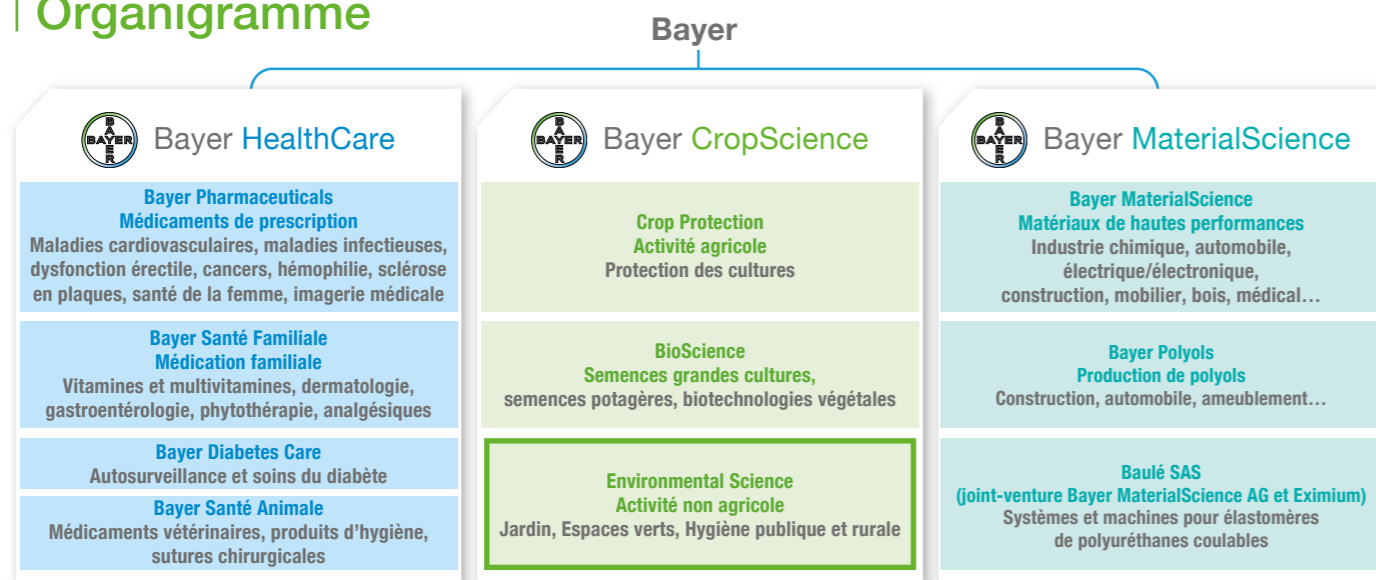 Organigramme
Bayer
BAYER
BAYER
Bayer HealthCare
Bayer Pharmaceuticals
Médicaments de prescription
Maladies cardiovasculaires, maladies infectieuses,
dysfonction érectile, cancers, hémophilie, sclérose
en plaques, santé de la femme, imagerie médicale
Bayer Santé Familiale
Médication familiale
Vitamines et multivitamines, dermatologie,
gastroentérologie, phytothérapie, analgésiques
Bayer Diabetes Care
Autosurveillance et soins du diabète
Bayer Santé Animale
Médicaments vétérinaires, produits d’hygiène,
sutures chirurgicales
BAYER
BAYER
Bayer CropScience
Crop Protection
Activité agricole
Protection des cultures
BioScience
Semences grandes cultures,
semences potagères, biotechnologies végétales
Environmental Science
Activité non agricole
Jardin, Espaces verts, Hygiène publique et rurale
BAYER
BAYER
Bayer MaterialScience
Bayer MaterialScience
Matériaux de hautes performances
Industrie chimique, automobile,
électrique/électronique,
construction, mobilier, bois, médical…
Bayer Polyols
Production de polyols
Construction, automobile, ameublement…
Baulé SAS
(joint-venture Bayer MaterialScience AG et Eximium)
Systèmes et machines pour élastomères
de polyuréthanes coulables